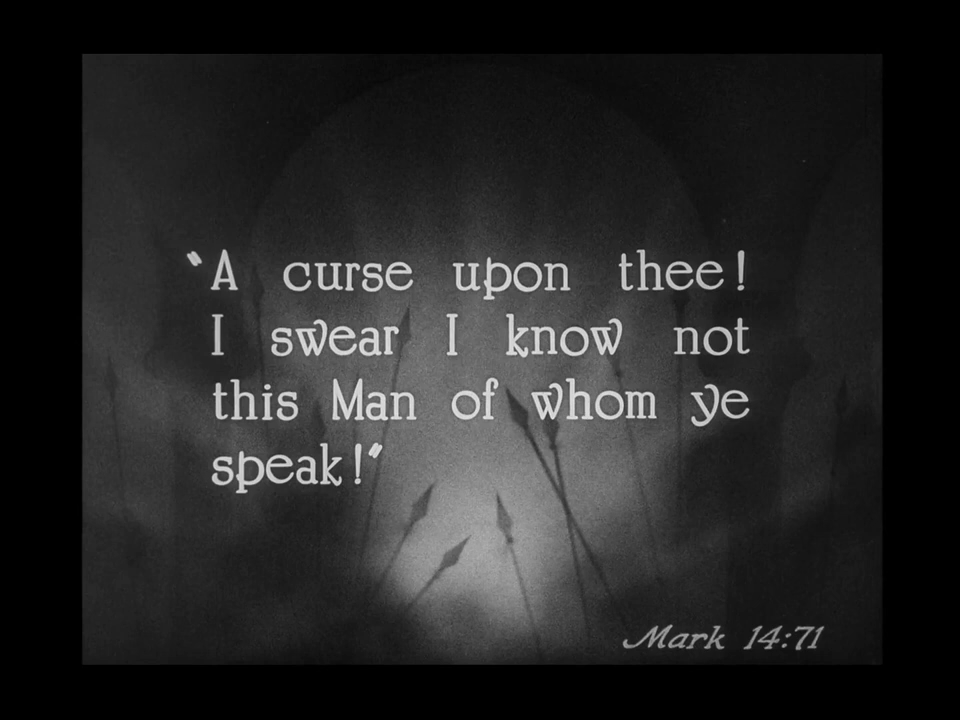 "A curse upon thee!
I swear I know not
this Man of whom ye
speak!"
Mark 14:71